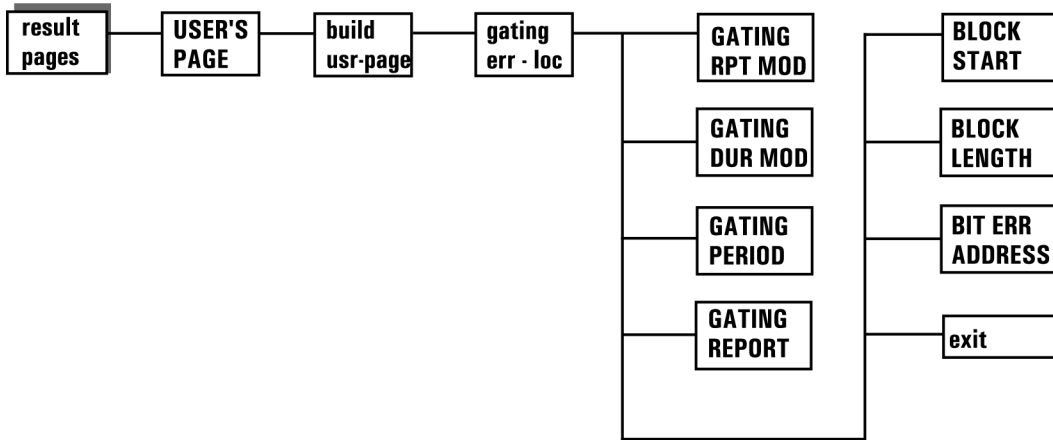 result
pages
USER'S
PAGE
build
usr-page
gating
err - loc
GATING
RPT MOD
GATING
DUR MOD
GATING
PERIOD
GATING
REPORT
BLOCK
START
BLOCK
LENGTH
BIT ERR
ADDRESS
exit